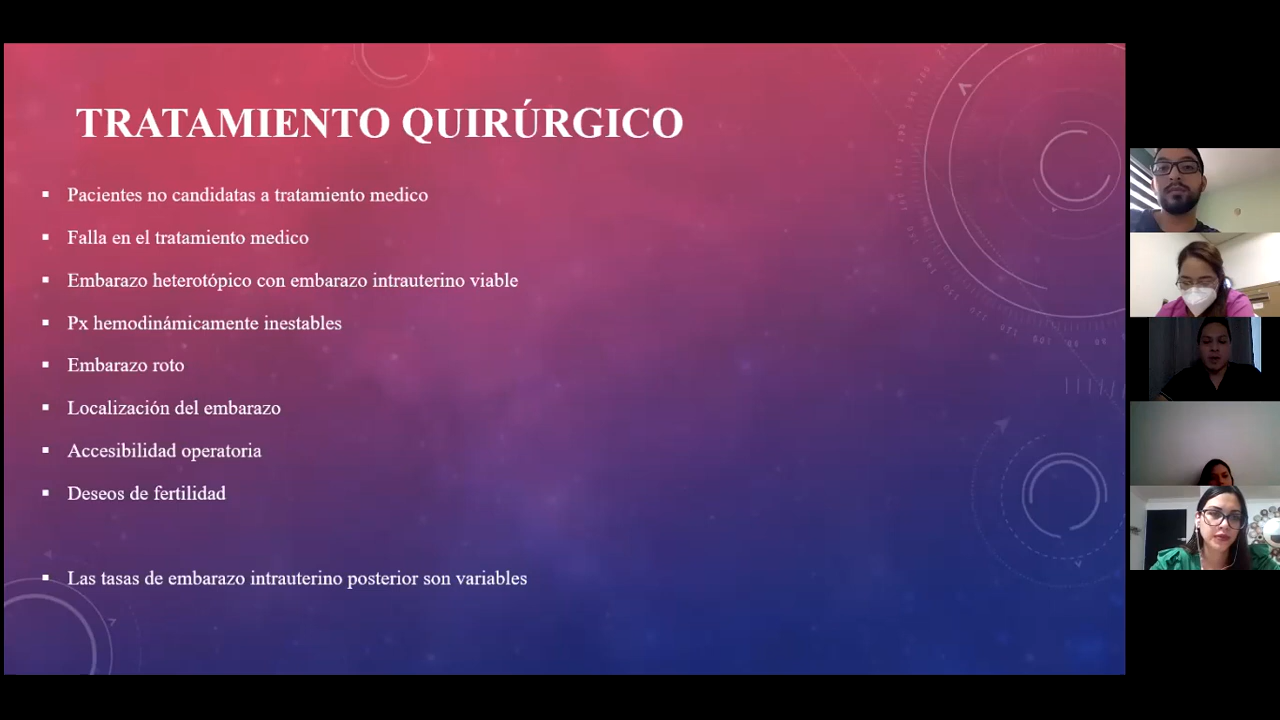 TRATAMIENTO QUIRÚRGICO
Pacientes no candidatas a tratamiento medico
Falla en el tratamiento medico
Embarazo heterotópico con embarazo intrauterino viable
Px hemodinámicamente inestables
Embarazo roto
Localización del embarazo
Accesibilidad operatoria
Deseos de fertilidad
Las tasas de embarazo intrauterino posterior son variables